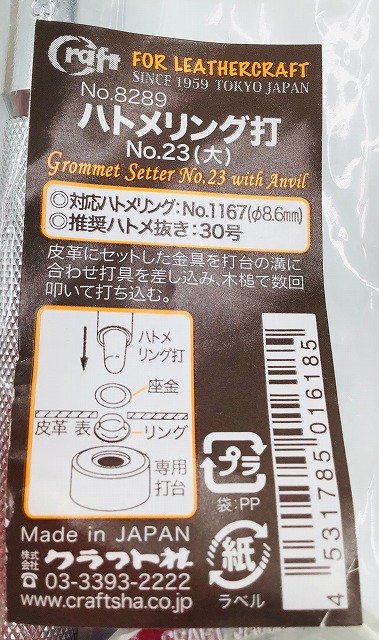 Craft
FOR LEATHERCRAFT
SINCE 1959 TOKYO JAPAN
No.8289
ハトメリング打
No.23(大)
Grommet Setter No.23 with Anvil
◎対応ハトメリング:No.1167(φ8.6mm)
◎推奨ハトメ抜き:30号
皮革にセットした金具を打台の溝に
合わせ打具を差し込み、木槌で数回
叩いて打ち込む。
ハトメ
リング打
座金
皮革 表
リング
専用
打台
プラ
袋:PP
紙
ラベル
4 531785 016185
Made in JAPAN
株式会社 クラフト社
☎03-3393-2222
www.craftsha.co.jp